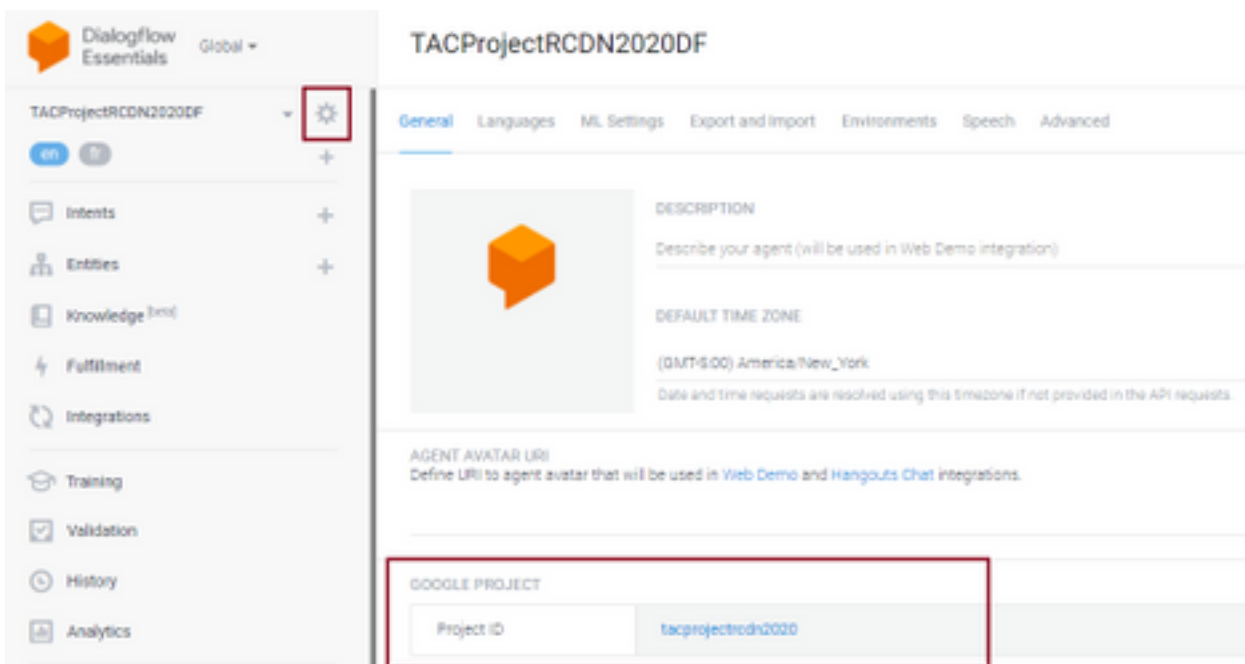 Dialogflow
Essentials
Global
TACProjectRCDN2020DF
TACProjectRCDN2020DF
en
fr
General Languages ML Settings Export and Import Environments Speech Advanced
Intents
Entities
Knowledge [beta]
Fulfillment
Integrations
Training
Validation
History
Analytics
DESCRIPTION
Describe your agent (will be used in Web Demo integration)
DEFAULT TIME ZONE
(GMT-5:00) America/New_York
Date and time requests are resolved using this timezone if not provided in the API requests.
AGENT AVATAR URI
Define URI to agent avatar that will be used in Web Demo and Hangouts Chat integrations.
GOOGLE PROJECT
Project ID
tacprojectrcdn2020